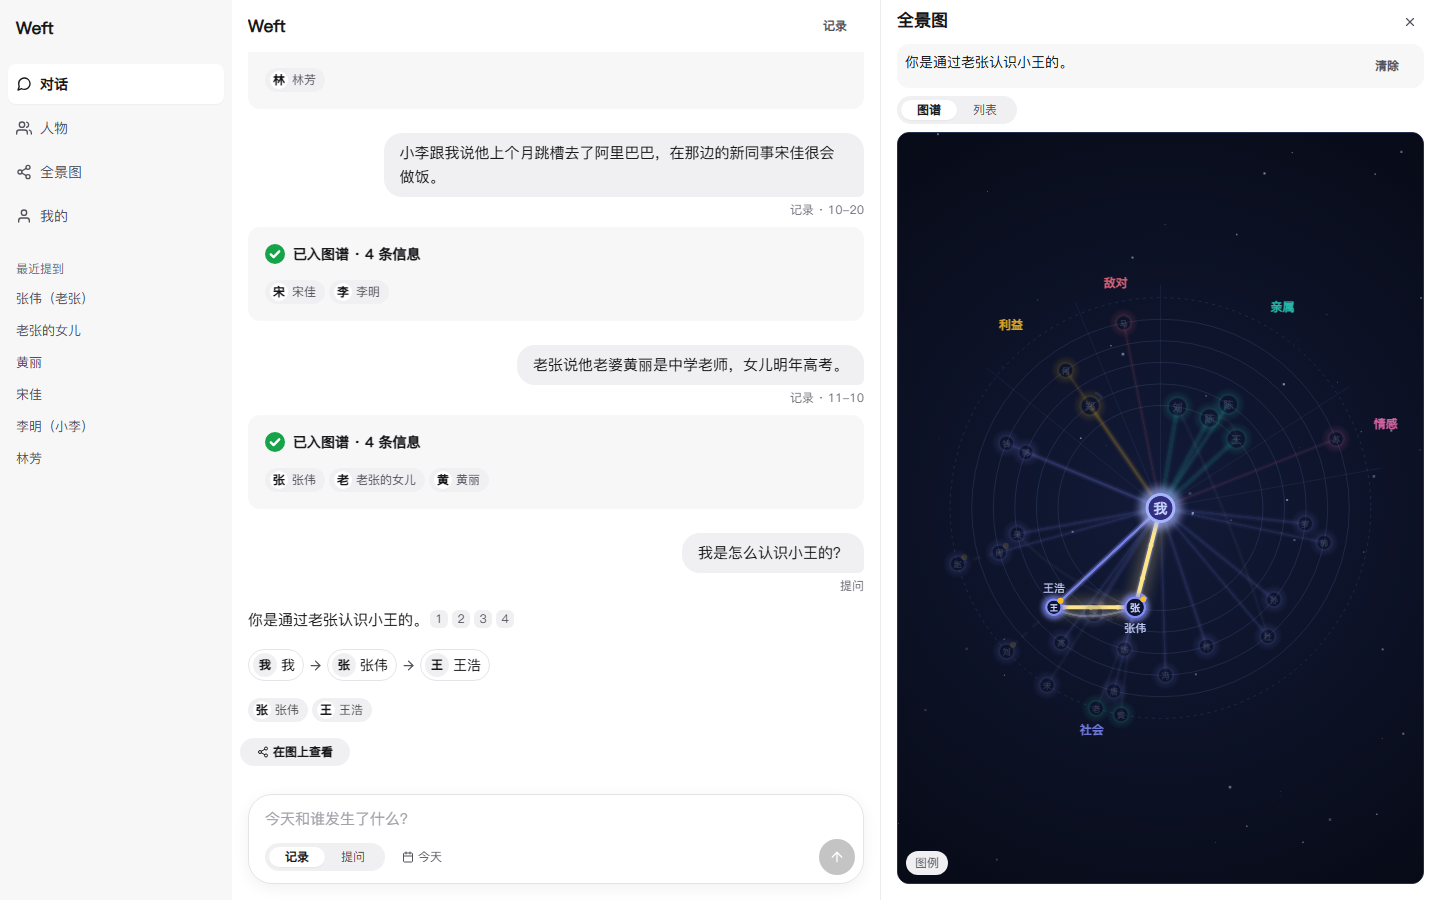 Weft
对话
人物
全景图
我的
最近提到
张伟（老张）
老张的女儿
黄丽
宋佳
李明（小李）
林芳
Weft
记录
林 林芳
小李跟我说他上个月跳槽去了阿里巴巴，在那边的新同事宋佳很会
做饭。
记录 · 10-20
已入图谱 · 4 条信息
宋 宋佳 李 李明
老张说他老婆黄丽是中学老师，女儿明年高考。
记录 · 11-10
已入图谱 · 4 条信息
张 张伟 老 老张的女儿 黄 黄丽
我是怎么认识小王的?
提问
你是通过老张认识小王的。 1 2 3 4
我 我 → 张 张伟 → 王 王浩
张 张伟 王 王浩
在图上查看
今天和谁发生了什么?
记录 提问 今天
全景图
你是通过老张认识小王的。
清除
图谱 列表
敌对
亲属
利益
情感
我
王浩
王 张
张伟
社会
图例